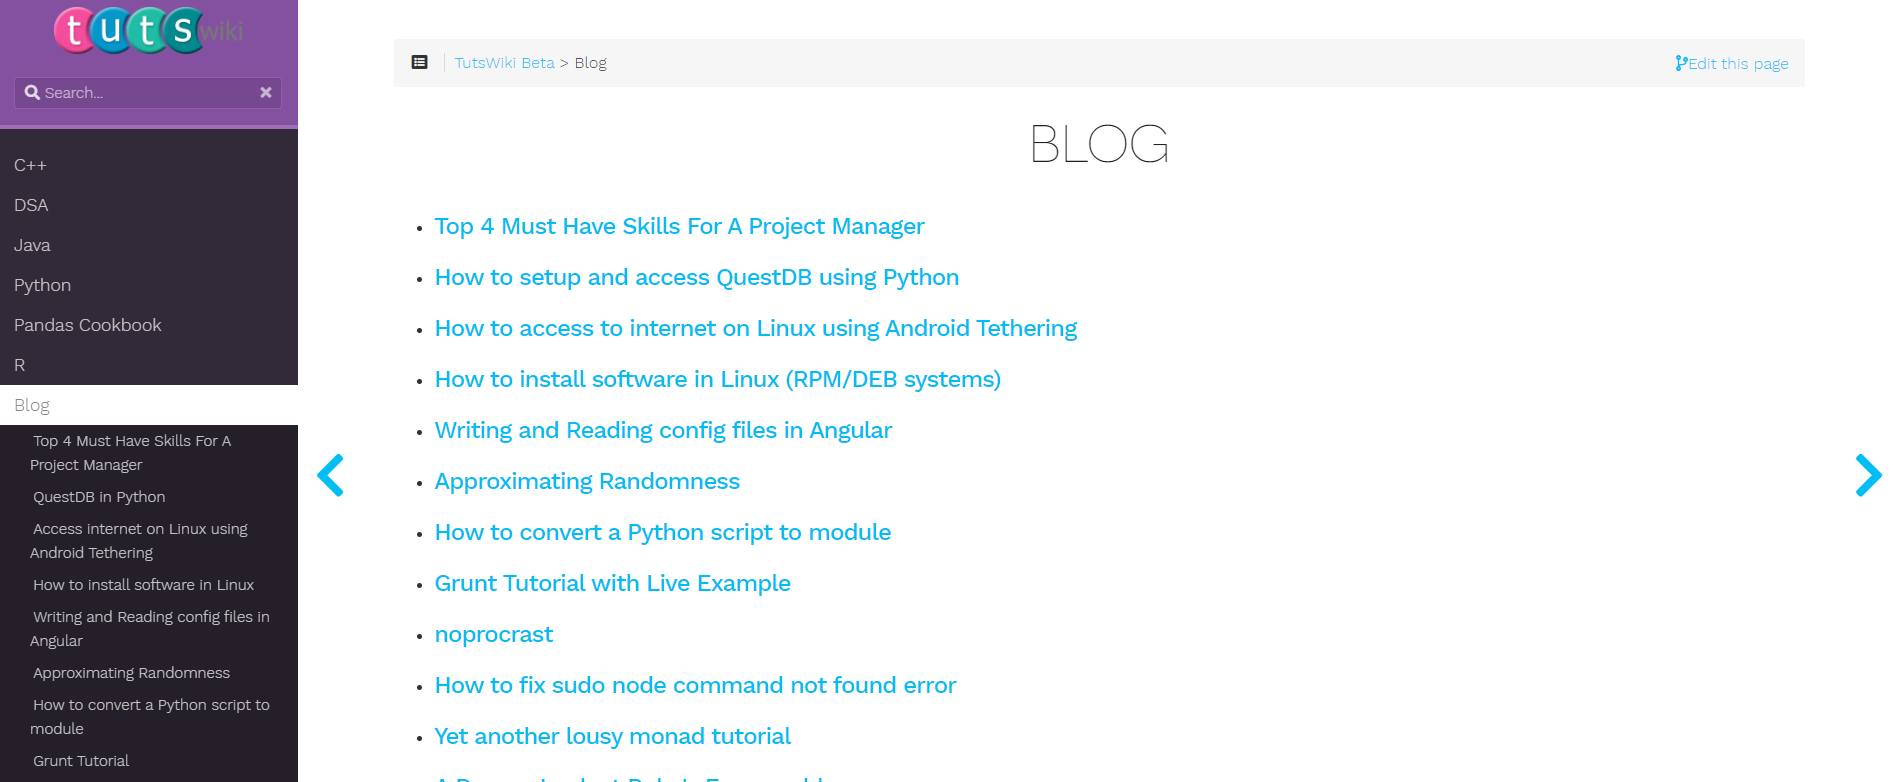 tuts wiki
Search...
C++
DSA
Java
Python
Pandas Cookbook
R
Blog
Top 4 Must Have Skills For A
Project Manager
QuestDB in Python
Access internet on Linux using
Android Tethering
How to install software in Linux
Writing and Reading config files in
Angular
Approximating Randomness
How to convert a Python script to
module
Grunt Tutorial
TutsWiki Beta > Blog
Edit this page
BLOG
Top 4 Must Have Skills For A Project Manager
How to setup and access QuestDB using Python
How to access to internet on Linux using Android Tethering
How to install software in Linux (RPM/DEB systems)
Writing and Reading config files in Angular
Approximating Randomness
How to convert a Python script to module
Grunt Tutorial with Live Example
noprocrast
How to fix sudo node command not found error
Yet another lousy monad tutorial